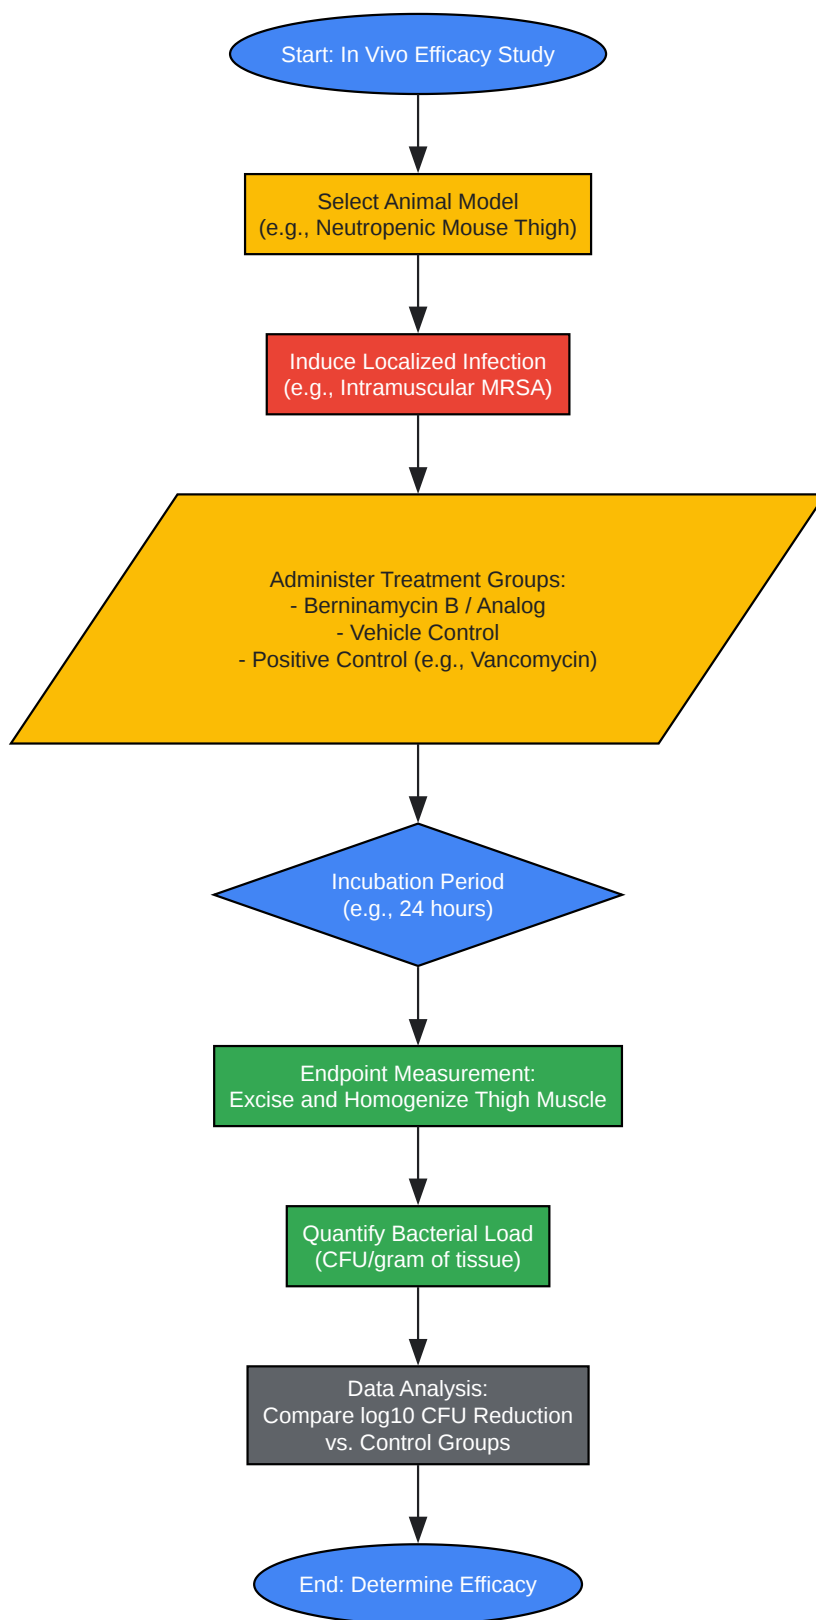 Start: In Vivo Efficacy Study
Select Animal Model
(e.g., Neutropenic Mouse Thigh)
Induce Localized Infection
(e.g., Intramuscular MRSA)
Administer Treatment Groups:
- Berninamycin B / Analog
- Vehicle Control
- Positive Control (e.g., Vancomycin)
Incubation Period
(e.g., 24 hours)
Endpoint Measurement:
Excise and Homogenize Thigh Muscle
Quantify Bacterial Load
(CFU/gram of tissue)
Data Analysis:
Compare log10 CFU Reduction
vs. Control Groups
End: Determine Efficacy